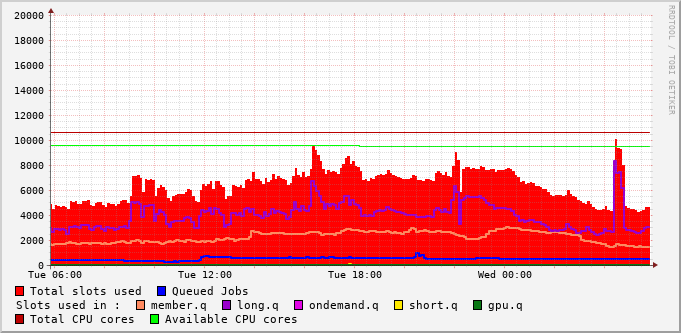 20000
18000
16000
14000
12000
10000
8000
6000
4000
2000
0
Tue 06:00 Tue 12:00 Tue 18:00 Wed 00:00
Total slots used Queued Jobs
Slots used in : member.q long.q ondemand.q short.q gpu.q
Total CPU cores Available CPU cores
RRDTOOL / TOBI OETIKER